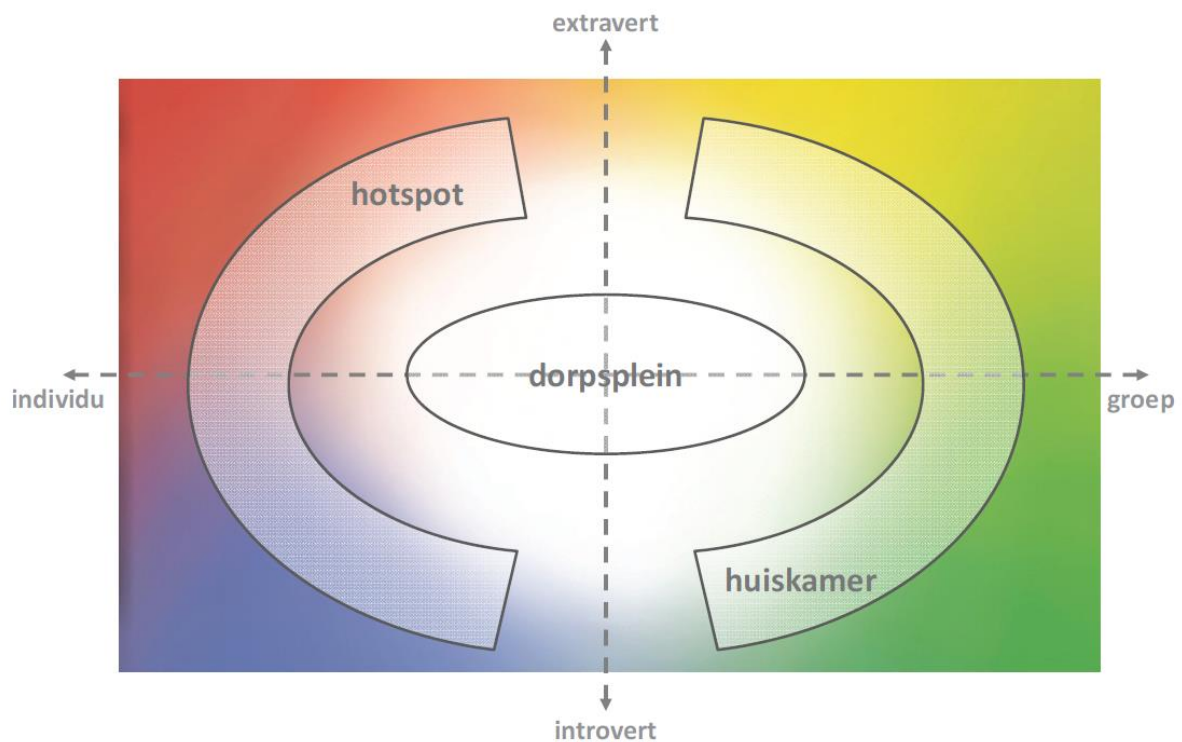 extravert
hotspot
dorpsplein
individu
groep
huiskamer
introvert